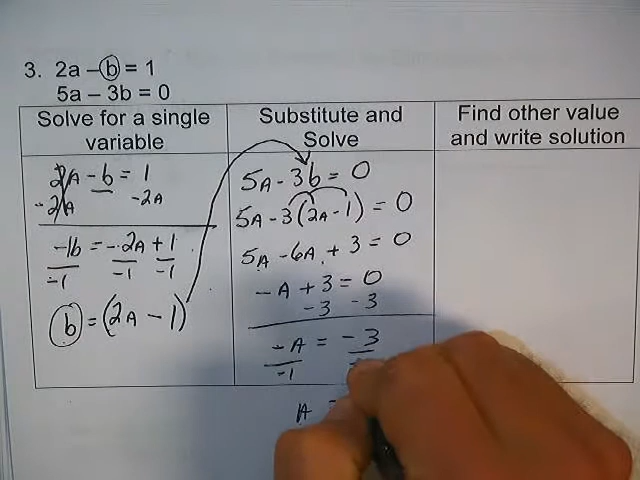 3. 2a – b = 1
5a – 3b = 0
Solve for a single variable
Substitute and Solve
Find other value and write solution
2A - b = 1
-2A -2A
-1b = -2A + 1
-1 -1 -1
b = (2A - 1)
5A - 3b = 0
5A - 3(2A - 1) = 0
5A - 6A + 3 = 0
-A + 3 = 0
-3 -3
-A = -3
-1
A =